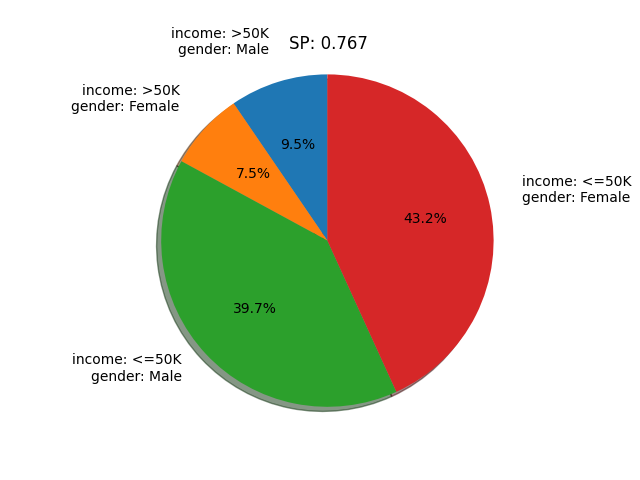 income: >50K
gender: Male
SP: 0.767
income: >50K
gender: Female
9.5%
7.5%
income: <=50K
gender: Female
43.2%
39.7%
income: <=50K
gender: Male